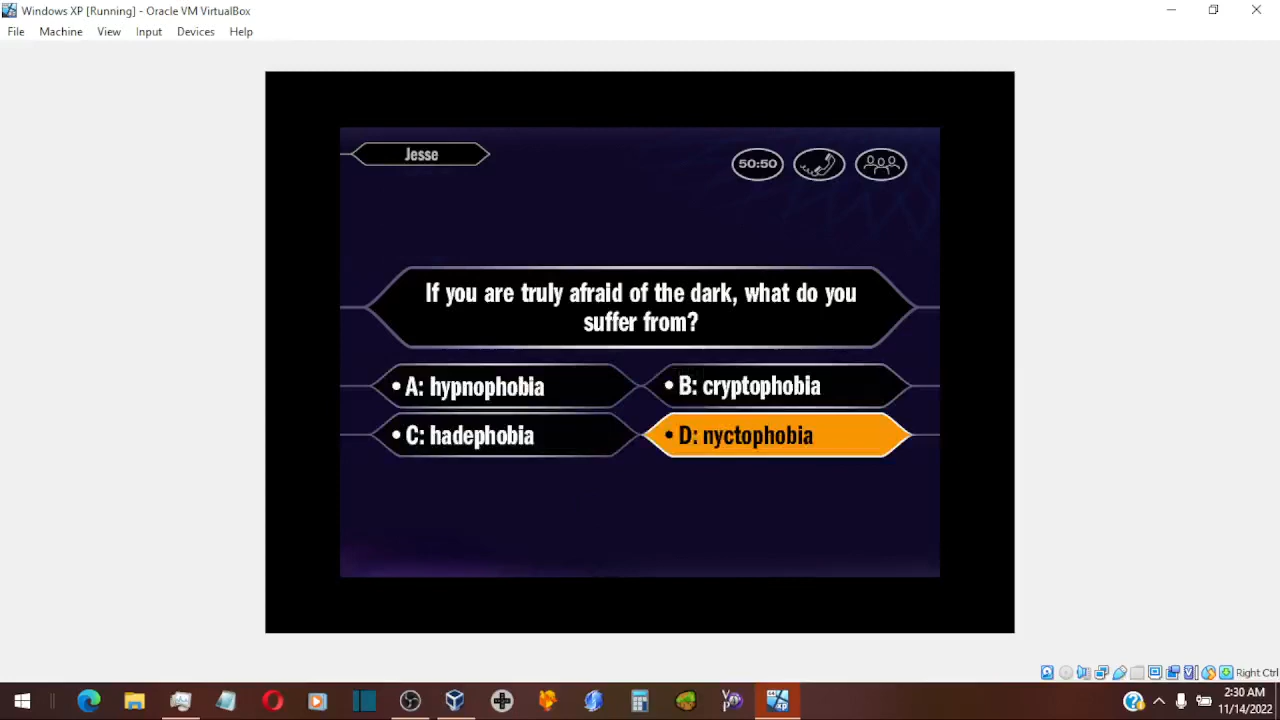 Windows XP [Running] - Oracle VM VirtualBox
File Machine View Input Devices Help
Jesse
50:50
If you are truly afraid of the dark, what do you
suffer from?
• A: hypnophobia
• B: cryptophobia
• C: hadephobia
• D: nyctophobia
Right Ctrl
2:30 AM
11/14/2022